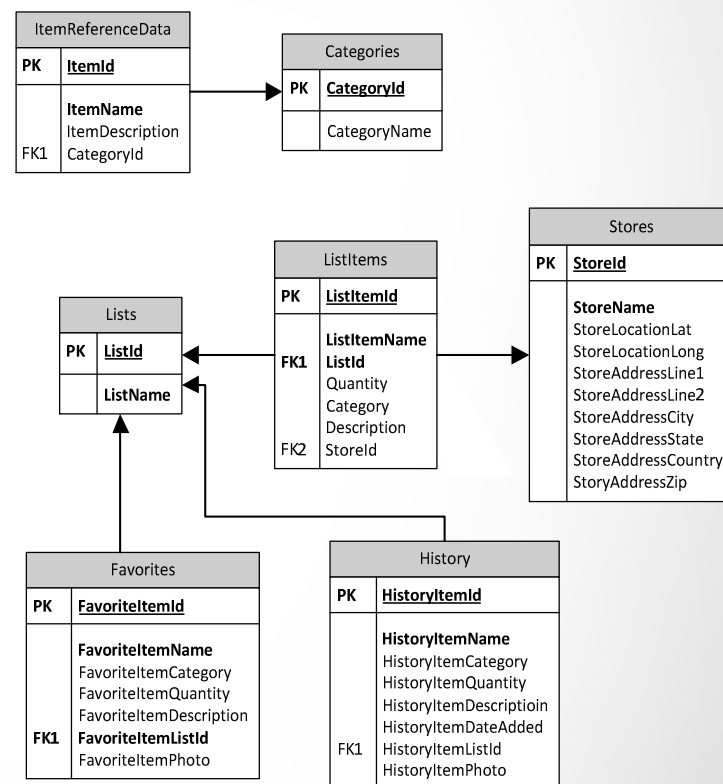 ItemReferenceData
PK ItemId
ItemName
ItemDescription
FK1 CategoryId
Categories
PK CategoryId
CategoryName
Stores
PK StoreId
StoreName
StoreLocationLat
StoreLocationLong
StoreAddressLine1
StoreAddressLine2
StoreAddressCity
StoreAddressState
StoreAddressCountry
StoryAddressZip
ListItems
PK ListItemId
ListItemName
FK1 ListId
Quantity
Category
Description
FK2 StoreId
Lists
PK ListId
ListName
Favorites
PK FavoriteItemId
FavoriteItemName
FavoriteItemCategory
FavoriteItemQuantity
FavoriteItemDescription
FK1 FavoriteItemListId
FavoriteItemPhoto
History
PK HistoryItemId
HistoryItemName
HistoryItemCategory
HistoryItemQuantity
HistoryItemDescriptioin
HistoryItemDateAdded
FK1 HistoryItemListId
HistoryItemPhoto